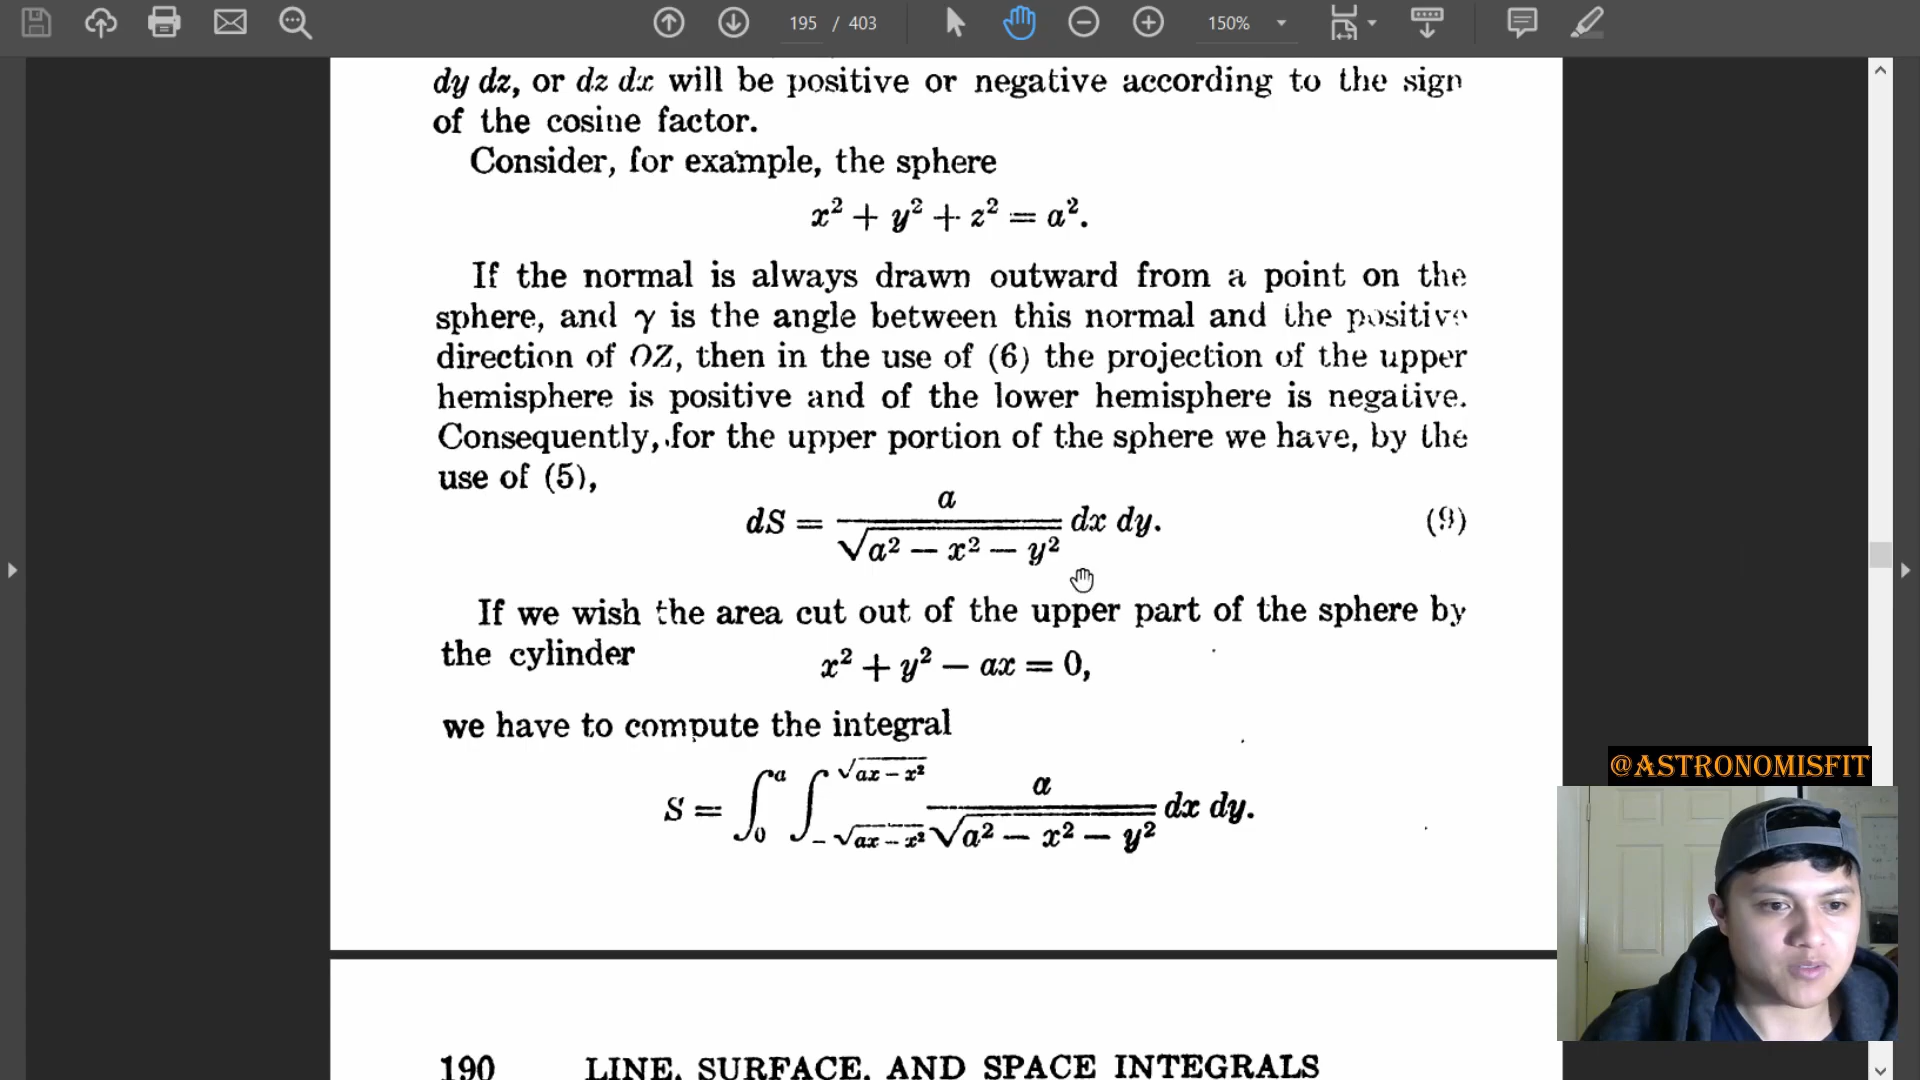 195 / 403
150%
dy dz, or dz dx will be positive or negative according to the sign
of the cosine factor.
Consider, for example, the sphere
x² + y² + z² = a².
If the normal is always drawn outward from a point on the
sphere, and γ is the angle between this normal and the positive
direction of OZ, then in the use of (6) the projection of the upper
hemisphere is positive and of the lower hemisphere is negative.
Consequently, for the upper portion of the sphere we have, by the
use of (5),
dS = a / √(a² − x² − y²) dx dy. (9)
If we wish the area cut out of the upper part of the sphere by
the cylinder x² + y² − ax = 0,
we have to compute the integral
S = ∫₀ᵃ ∫_{−√(ax − x²)}^{√(ax − x²)} a / √(a² − x² − y²) dx dy.
190 LINE, SURFACE, AND SPACE INTEGRALS
@ASTRONOMISFIT